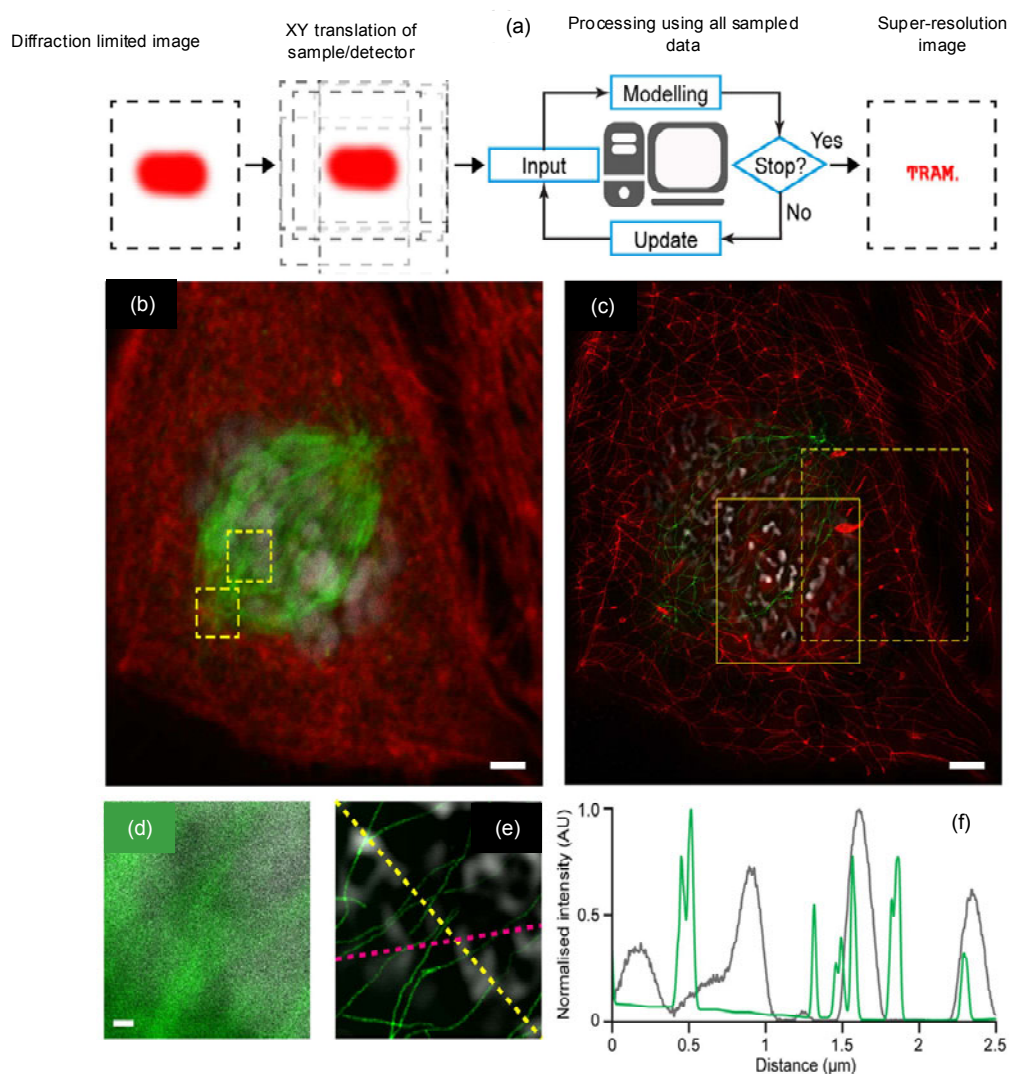 Diffraction limited image
XY translation of
sample/detector
(a)
Processing using all sampled
data
Super-resolution
image
Modelling
Input
Stop?
Yes
No
Update
TRAM.
(b)
(c)
(d)
(e)
(f)
Normalised intensity (AU)
1.0
0.5
0
0
0.5
1
1.5
2
2.5
Distance (μm)